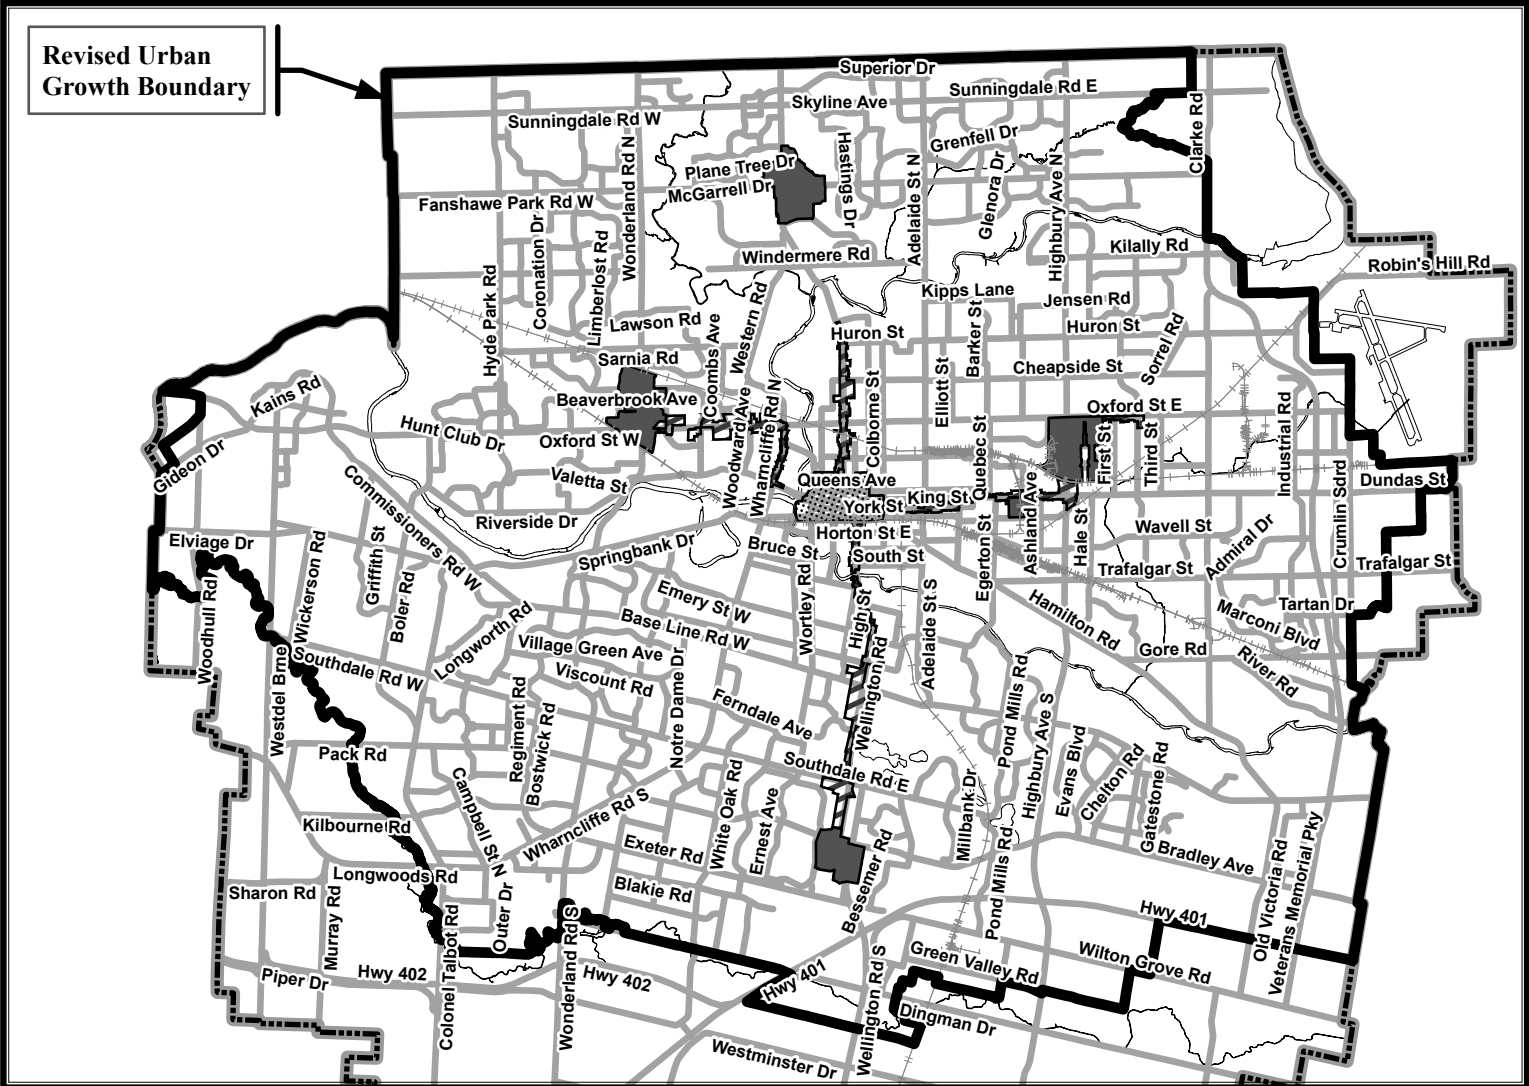 Revised Urban
Growth Boundary
Superior Dr
Sunningdale Rd E
Skyline Ave
Sunningdale Rd W
Clarke Rd
Hastings Dr
Grenfell Dr
Wonderland Rd N
Plane Tree Dr
McGarrell Dr
Adelaide St N
Glenora Dr
Highbury Ave N
Fanshawe Park Rd W
Coronation Dr
Limberlost Rd
Kilally Rd
Windermere Rd
Robin's Hill Rd
Hyde Park Rd
Kipps Lane
Jensen Rd
Western Rd
Lawson Rd
Huron St
Huron St
Barker St
Sorrel Rd
Coombs Ave
Sarnia Rd
Cheapside St
Kains Rd
Beaverbrook Ave
Elliott St
Colborne St
Oxford St E
Hunt Club Dr
Oxford St W
Woodward Ave
Wharncliffe Rd N
Quebec St
First St
Third St
Industrial Rd
Gideon Dr
Valetta St
Queens Ave
Dundas St
Commissioners Rd W
King St
York St
Ashland Ave
Crumlin Sdrd
Riverside Dr
Horton St E
Hale St
Wavell St
Admiral Dr
Elviage Dr
Wickerson Rd
Griffith St
Springbank Dr
Bruce St
South St
Egerton St
Trafalgar St
Trafalgar St
Woodhull Rd
Boler Rd
Emery St W
Wortley Rd
High St
Adelaide St S
Hamilton Rd
Tartan Dr
Marconi Blvd
Base Line Rd W
Longworth Rd
Village Green Ave
Gore Rd
Southdale Rd W
Viscount Rd
Notre Dame Dr
Wellington Rd
River Rd
Westdel Brne
Regiment Rd
Bostwick Rd
Ferndale Ave
Pond Mills Rd
Highbury Ave S
Pack Rd
Evans Blvd
Chelton Rd
Gatestone Rd
Southdale Rd E
Campbell St N
Wharncliffe Rd S
White Oak Rd
Ernest Ave
Millbank Dr
Kilbourne Rd
Exeter Rd
Bessemer Rd
Pond Mills Rd
Bradley Ave
Old Victoria Rd
Veterans Memorial Pky
Longwoods Rd
Sharon Rd
Blakie Rd
Murray Rd
Outer Dr
Hwy 401
Colonel Talbot Rd
Wonderland Rd S
Green Valley Rd
Wilton Grove Rd
Piper Dr
Hwy 402
Hwy 402
Hwy 401
Wellington Rd S
Dingman Dr
Westminster Dr